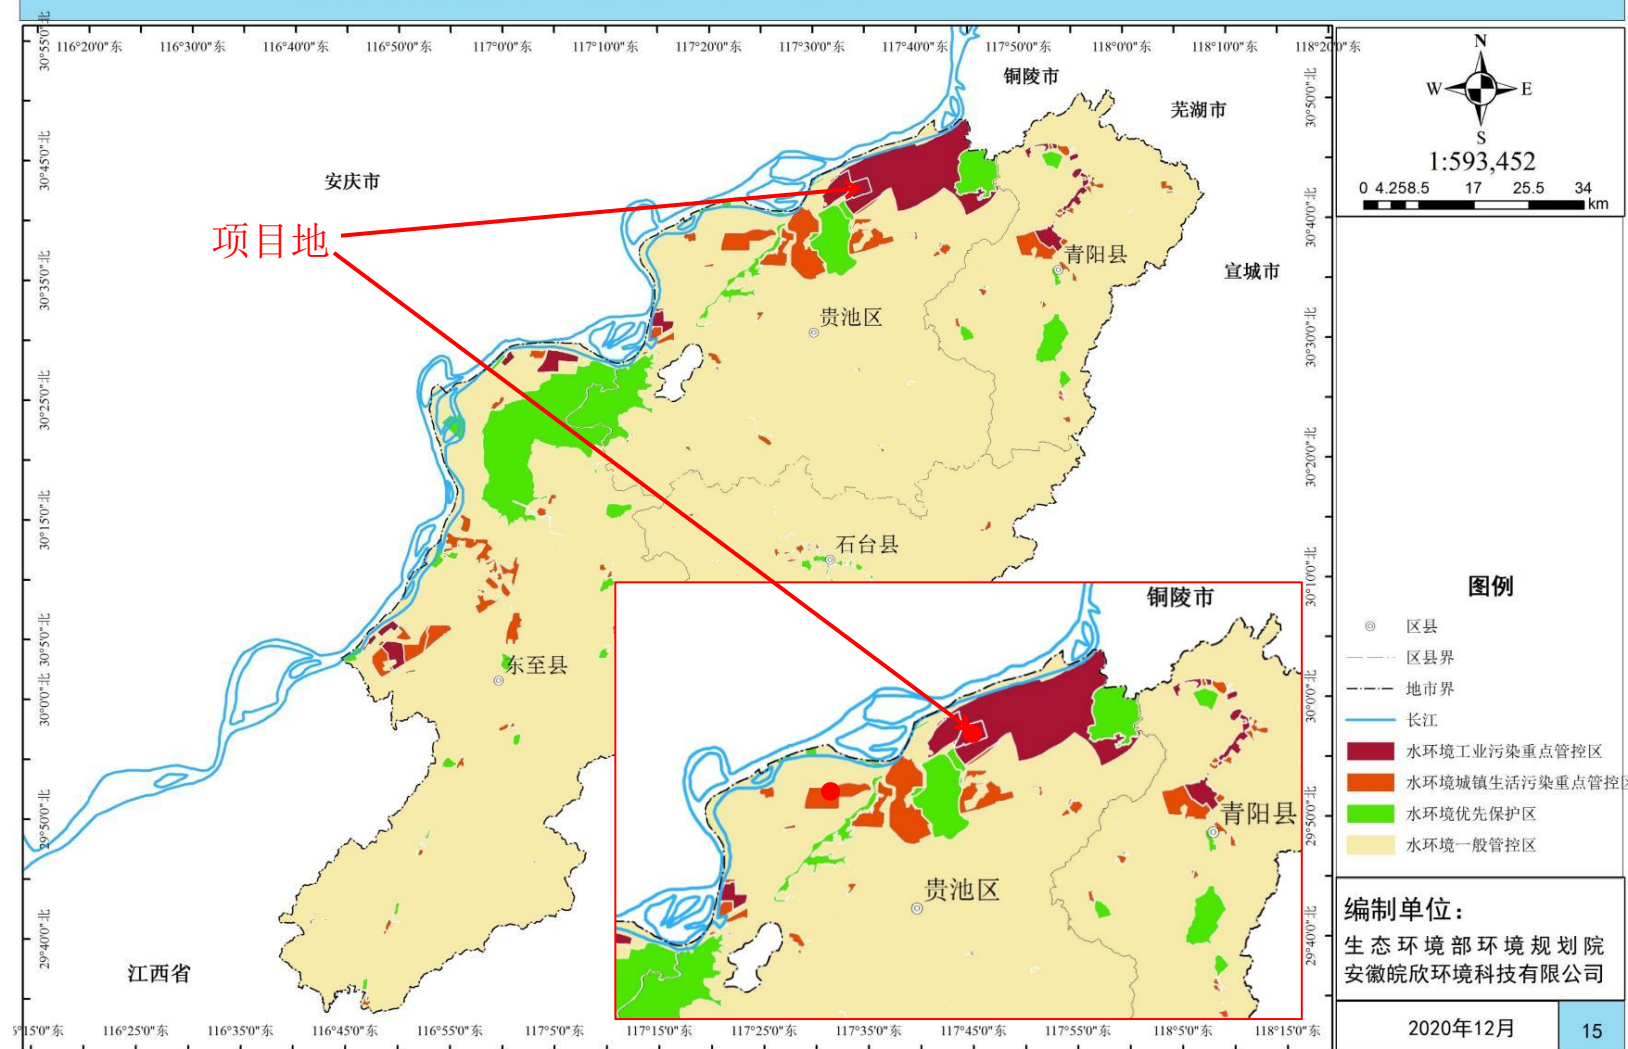 116°20'0"东 116°30'0"东 116°40'0"东 116°50'0"东 117°0'0"东 117°10'0"东 117°20'0"东 117°30'0"东 117°40'0"东 117°50'0"东 118°0'0"东 118°10'0"东 118°20'0"东
30°55'0"北
30°45'0"北
30°35'0"北
30°25'0"北
30°15'0"北
30°5'0"北
30°0'0"北
29°50'0"北
29°40'0"北
铜陵市
芜湖市
安庆市
项目地
青阳县
宣城市
贵池区
石台县
东至县
江西省
铜陵市
青阳县
贵池区
30°50'0"北
30°40'0"北
30°30'0"北
30°20'0"北
30°10'0"北
30°0'0"北
29°50'0"北
29°40'0"北
6°15'0"东 116°25'0"东 116°35'0"东 116°45'0"东 116°55'0"东 117°5'0"东 117°15'0"东 117°25'0"东 117°35'0"东 117°45'0"东 117°55'0"东 118°5'0"东 118°15'0"东
N
W E
S
1:593,452
0 4.258.5 17 25.5 34
km
图例
区县
区县界
地市界
长江
水环境工业污染重点管控区
水环境城镇生活污染重点管控区
水环境优先保护区
水环境一般管控区
编制单位：
生态环境部环境规划院
安徽皖欣环境科技有限公司
2020年12月
15